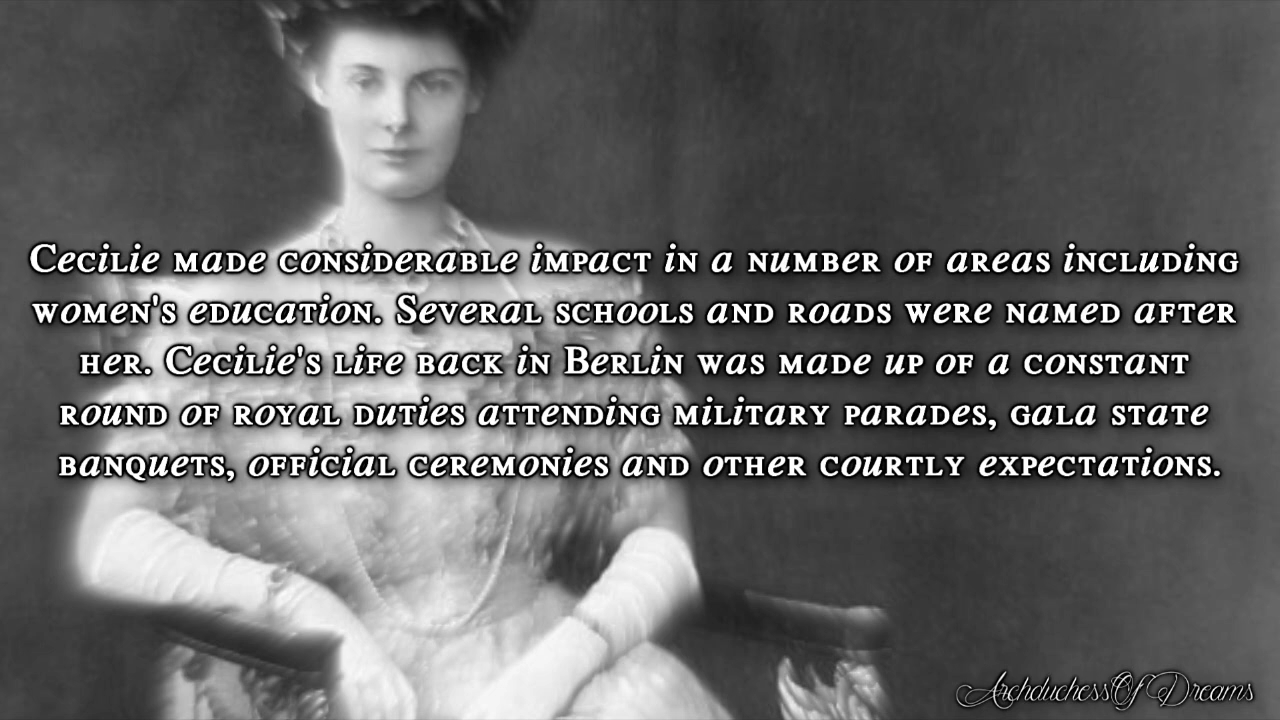 Cecilie made considerable impact in a number of areas including
women's education. Several schools and roads were named after
her. Cecilie's life back in Berlin was made up of a constant
round of royal duties attending military parades, gala state
banquets, official ceremonies and other courtly expectations.
ArchduchessOfDreams